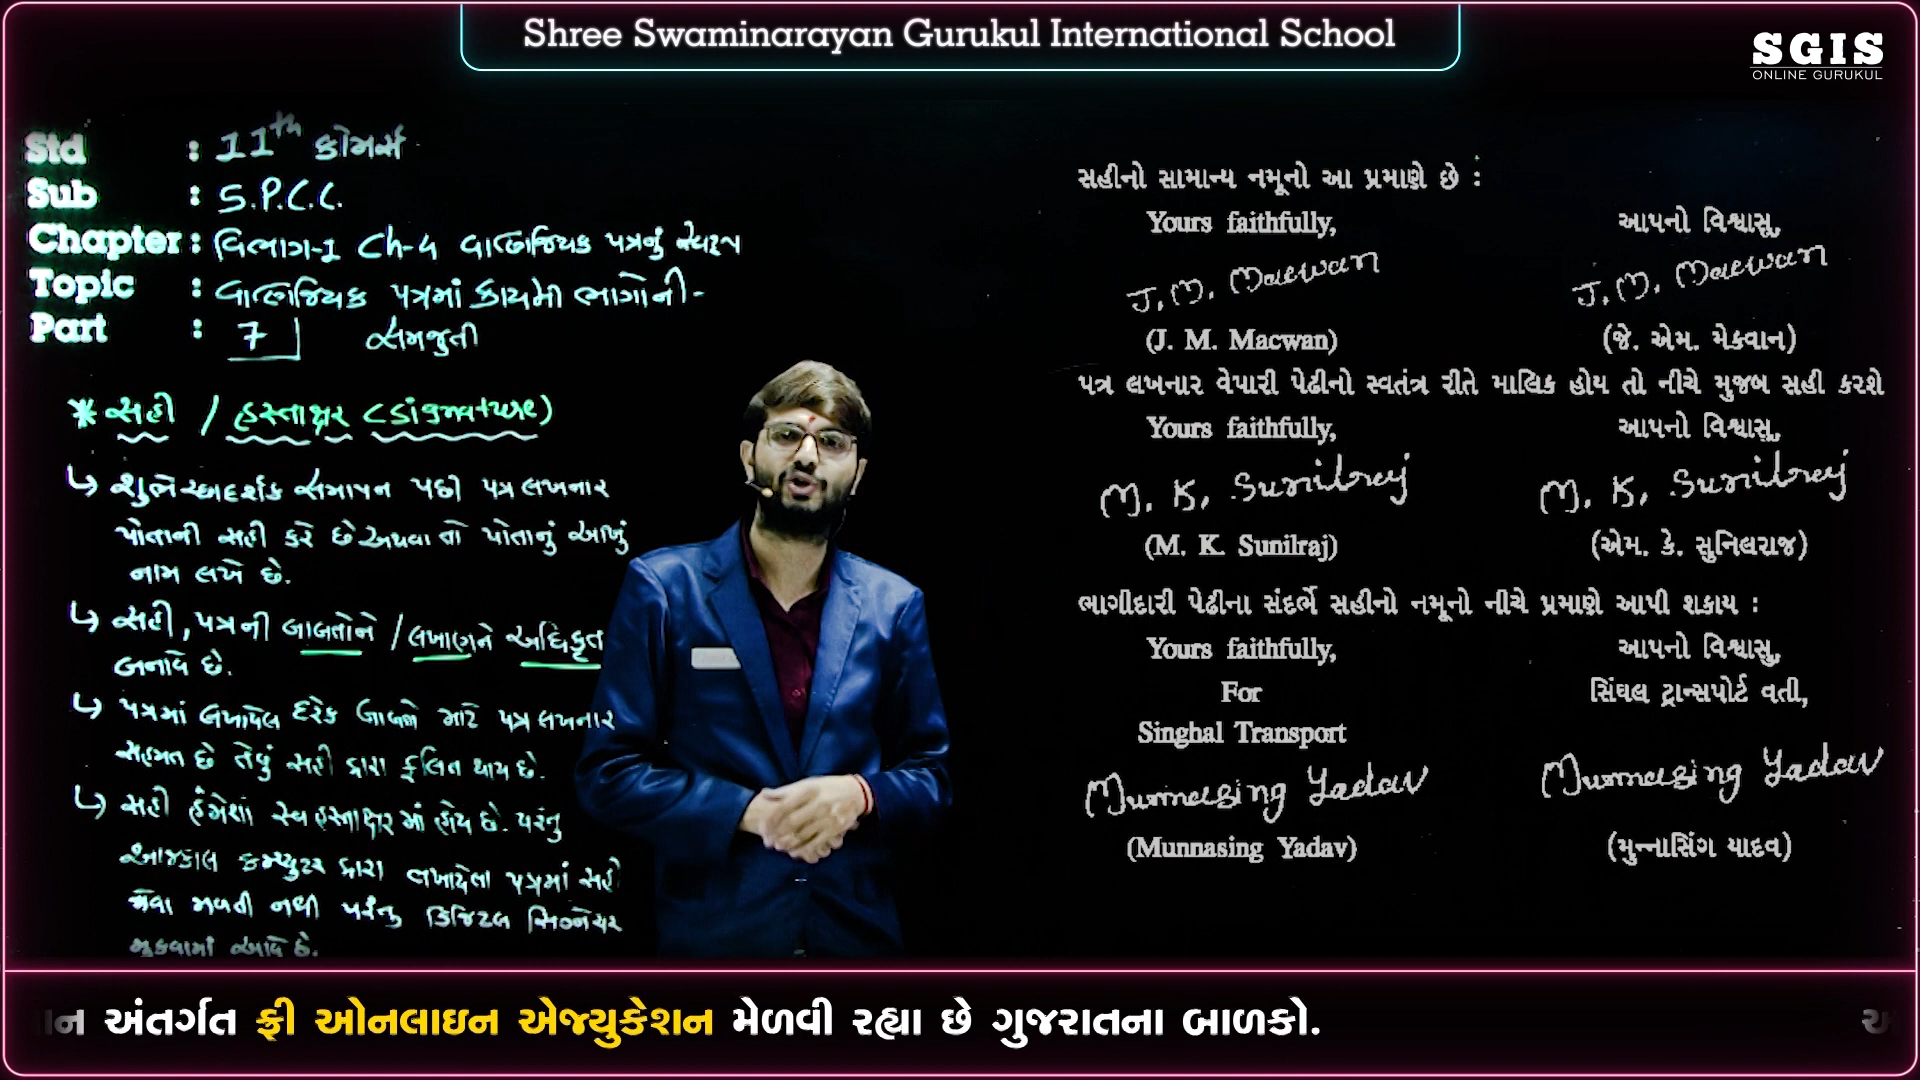 Shree Swaminarayan Gurukul International School
SGIS
ONLINE GURUKUL
Std : 11th કોમર્સ
Sub : S.P.C.C.
Chapter : વિભાગ-1 Ch-4 વાણિજ્યિક પત્રનું સ્વરૂપ
Topic : વાણિજ્યિક પત્રમાં કાયમી ભાગોની-
Part : 7 સમજુતી
* સહી / હસ્તાક્ષર (Signature)
↳ શુભેચ્છાદર્શક સમાપન પછી પત્ર લખનાર
પોતાની સહી કરે છે અથવા તો પોતાનું આખું
નામ લખે છે.
↳ સહી, પત્રની બાબતોને / લખાણને અધિકૃત
બનાવે છે.
↳ પત્રમાં લખાયેલ દરેક બાબત માટે પત્ર લખનાર
સહમત છે તેવું સહી દ્વારા ફલિત થાય છે.
↳ સહી હંમેશા સ્વહસ્તાક્ષરમાં હોય છે. પરંતુ
આજકાલ કમ્પ્યુટર દ્વારા લખાયેલા પત્રમાં સહી
જોવા મળતી નથી પરંતુ ડિજિટલ સિગ્નેચર
મુકવામાં આવે છે.
સહીનો સામાન્ય નમૂનો આ પ્રમાણે છે :
Yours faithfully, આપનો વિશ્વાસુ,
J. M. Macwan J. M. Macwan
(J. M. Macwan) (જે. એમ. મેકવાન)
પત્ર લખનાર વેપારી પેઢીનો સ્વતંત્ર રીતે માલિક હોય તો નીચે મુજબ સહી કરશે
Yours faithfully, આપનો વિશ્વાસુ,
M. K. Sunilraj M. K. Sunilraj
(M. K. Sunilraj) (એમ. કે. સુનિલરાજ)
ભાગીદારી પેઢીના સંદર્ભે સહીનો નમૂનો નીચે પ્રમાણે આપી શકાય :
Yours faithfully, આપનો વિશ્વાસુ,
For સિંઘલ ટ્રાન્સપોર્ટ વતી,
Singhal Transport
Munnasing Yadav Munnasing Yadav
(Munnasing Yadav) (મુન્નાસિંગ યાદવ)
અંતર્ગત ફ્રી ઓનલાઇન એજ્યુકેશન મેળવી રહ્યા છે ગુજરાતના બાળકો.